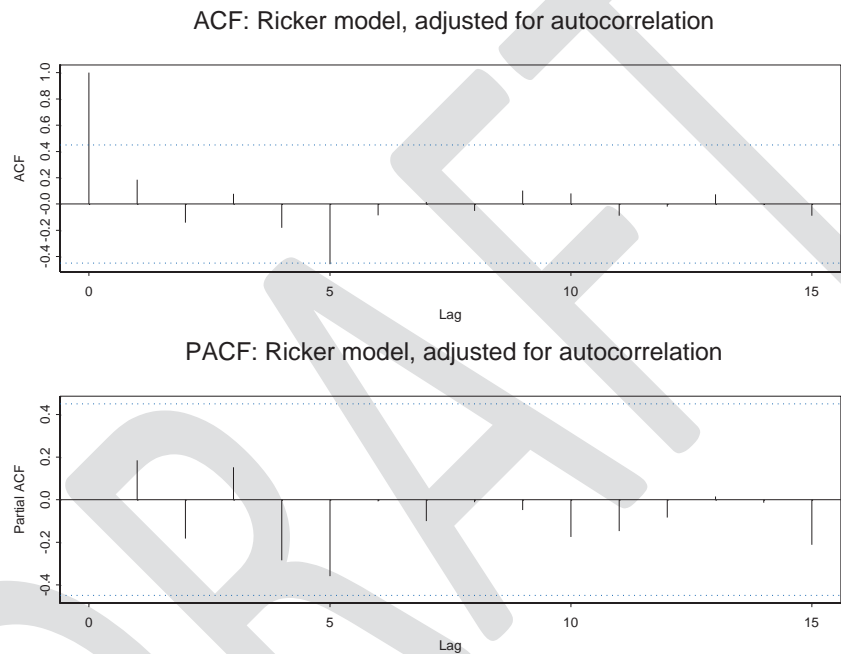 ACF: Ricker model, adjusted for autocorrelation
ACF
1.0
0.8
0.6
0.4
0.2
-0.0
-0.2
-0.4
0 5 10 15
Lag
PACF: Ricker model, adjusted for autocorrelation
Partial ACF
0.4
0.2
0.0
-0.2
-0.4
0 5 10 15
Lag
DRAFT